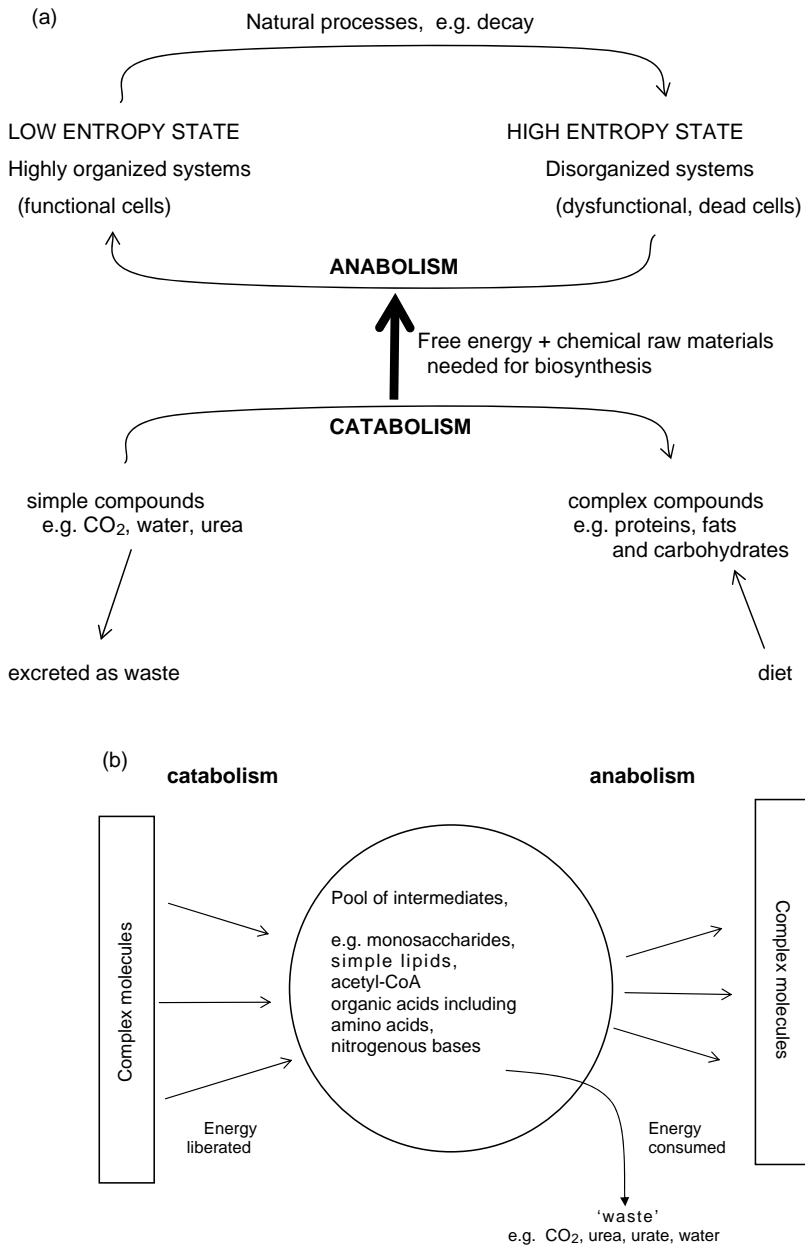 (a)
Natural processes, e.g. decay
LOW ENTROPY STATE
Highly organized systems
(functional cells)
HIGH ENTROPY STATE
Disorganized systems
(dysfunctional, dead cells)
ANABOLISM
Free energy + chemical raw materials
needed for biosynthesis
CATABOLISM
simple compounds
e.g. CO₂, water, urea
complex compounds
e.g. proteins, fats
and carbohydrates
excreted as waste
diet
(b)
catabolism
anabolism
Complex molecules
Pool of intermediates,
e.g. monosaccharides,
simple lipids,
acetyl-CoA
organic acids including
amino acids,
nitrogenous bases
Complex molecules
Energy
liberated
Energy
consumed
‘waste’
e.g. CO₂, urea, urate, water